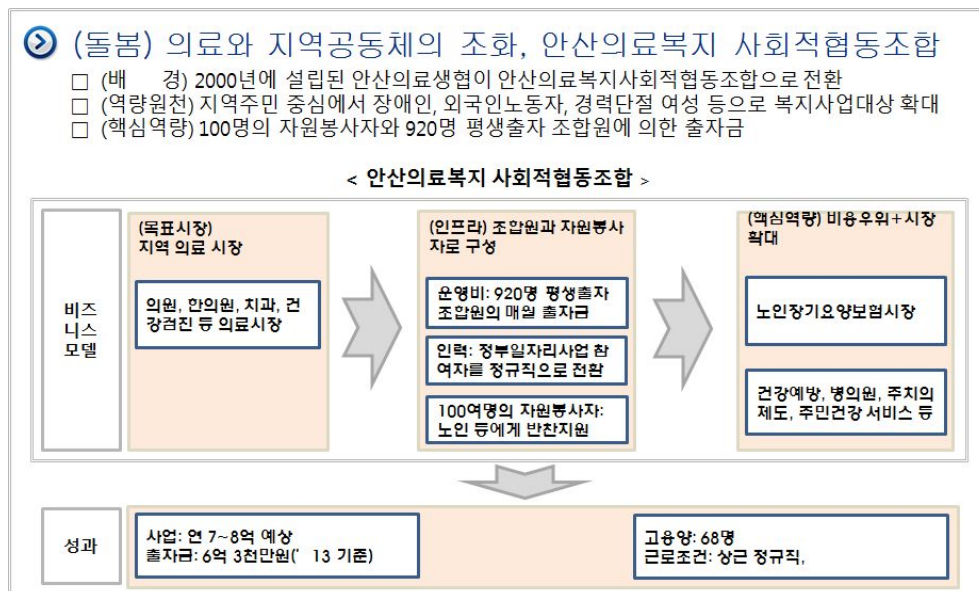 (돌봄) 의료와 지역공동체의 조화, 안산의료복지 사회적협동조합
□ (배 경) 2000년에 설립된 안산의료생협이 안산의료복지사회적협동조합으로 전환
□ (역량원천) 지역주민 중심에서 장애인, 외국인노동자, 경력단절 여성 등으로 복지사업대상 확대
□ (핵심역량) 100명의 자원봉사자와 920명 평생출자 조합원에 의한 출자금
< 안산의료복지 사회적협동조합 >
비즈
니스
모델
(목표시장)
지역 의료 시장
의원, 한의원, 치과, 건
강검진 등 의료시장
(인프라) 조합원과 자원봉사
자로 구성
운영비: 920명 평생출자
조합원의 매월 출자금
인력: 정부일자리사업 참
여자를 정규직으로 전환
100여명의 자원봉사자:
노인 등에게 반찬지원
(핵심역량) 비용우위+시장
확대
노인장기요양보험시장
건강예방, 병의원, 주치의
제도, 주민건강 서비스 등
성과
사업: 연 7~8억 예상
출자금: 6억 3천만원(' 13 기준)
고용양: 68명
근로조건: 상근 정규직,